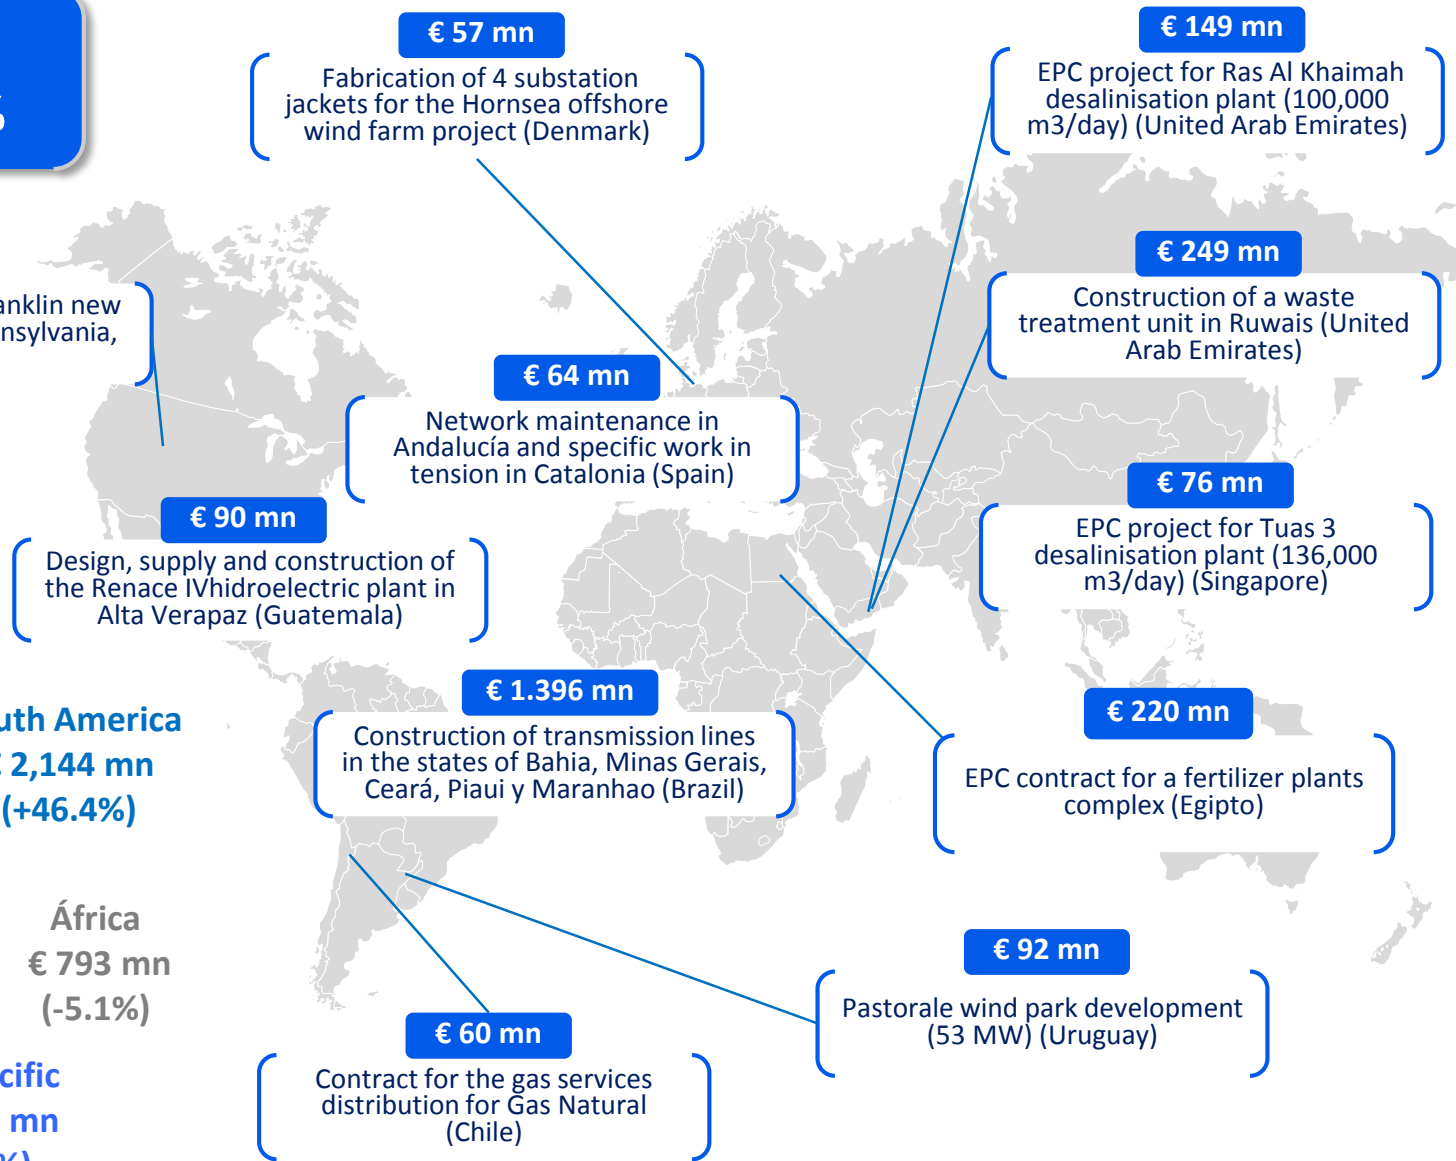 %
€ 57 mn
Fabrication of 4 substation
jackets for the Hornsea offshore
wind farm project (Denmark)
€ 149 mn
EPC project for Ras Al Khaimah
desalinisation plant (100,000
m3/day) (United Arab Emirates)
€ 249 mn
Construction of a waste
treatment unit in Ruwais (United
Arab Emirates)
new
€ 64 mn
Network maintenance in
Andalucía and specific work in
tension in Catalonia (Spain)
€ 76 mn
EPC project for Tuas 3
desalinisation plant (136,000
m3/day) (Singapore)
€ 90 mn
Design, supply and construction of
the Renace IVhidroelectric plant in
Alta Verapaz (Guatemala)
€ 1.396 mn
Construction of transmission lines
in the states of Bahia, Minas Gerais,
Ceará, Piaui y Maranhao (Brazil)
€ 220 mn
EPC contract for a fertilizer plants
complex (Egipto)
uth America
€ 2,144 mn
(+46.4%)
África
€ 793 mn
(-5.1%)
€ 92 mn
Pastorale wind park development
(53 MW) (Uruguay)
€ 60 mn
Contract for the gas services
distribution for Gas Natural
(Chile)
cific
mn
%)